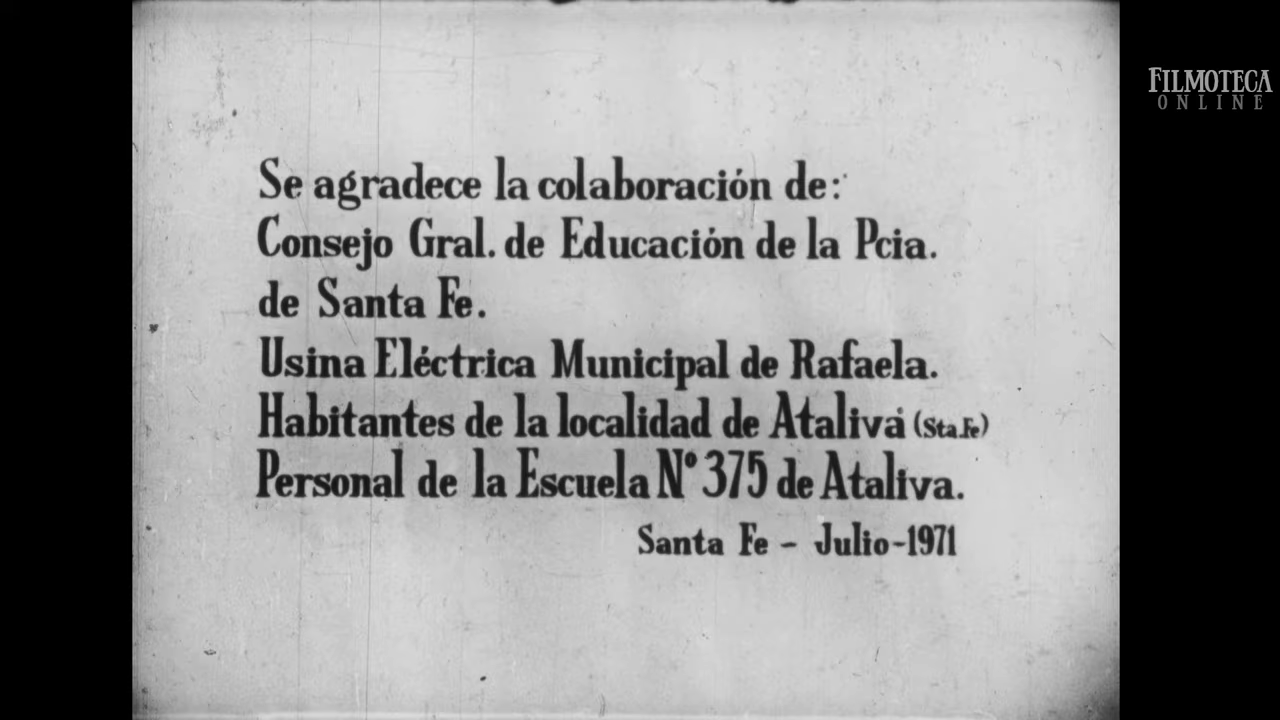 Se agradece la colaboración de:
Consejo Gral. de Educación de la Pcia.
de Santa Fe.
Usina Eléctrica Municipal de Rafaela.
Habitantes de la localidad de Ataliva (Sta.Fe)
Personal de la Escuela Nº 375 de Ataliva.
Santa Fe - Julio-1971
FILMOTECA
ONLINE